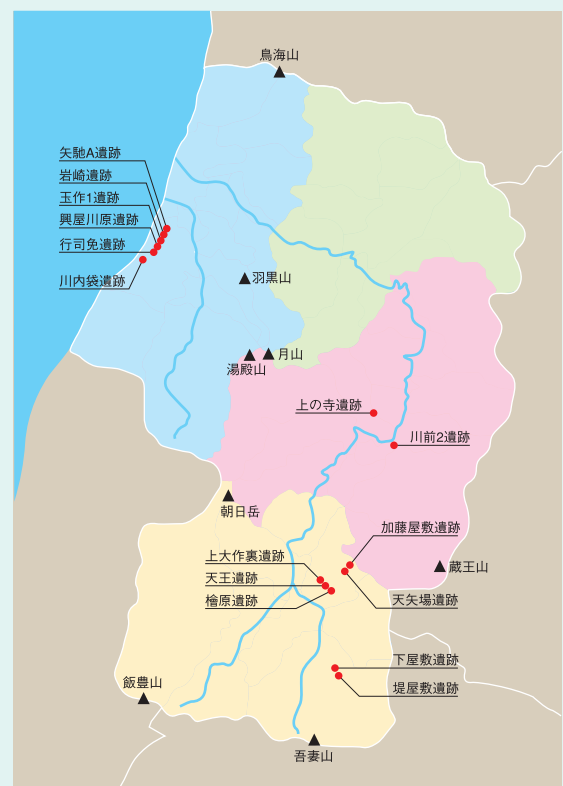 鳥海山
矢馳A遺跡
岩崎遺跡
玉作1遺跡
興屋川原遺跡
行司免遺跡
川内袋遺跡
羽黒山
月山
湯殿山
上の寺遺跡
川前2遺跡
朝日岳
加藤屋敷遺跡
上大作裏遺跡
蔵王山
天王遺跡
天矢場遺跡
檜原遺跡
下屋敷遺跡
飯豊山
堤屋敷遺跡
吾妻山